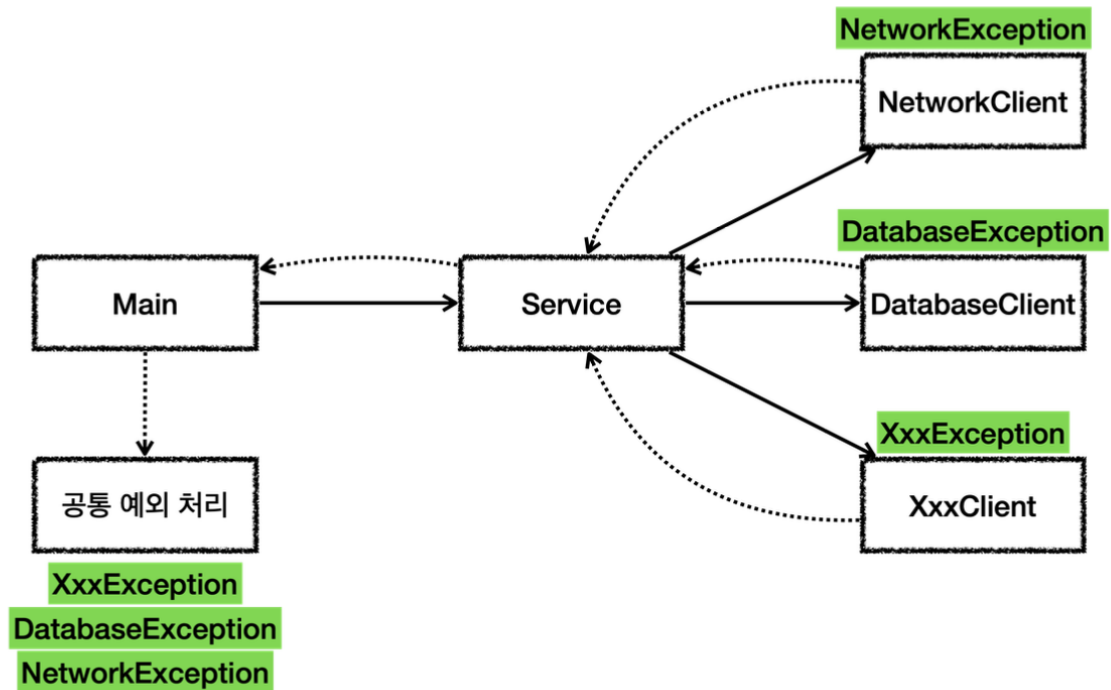 NetworkException
NetworkClient
DatabaseException
Main
Service
DatabaseClient
XxxException
공통 예외 처리
XxxClient
XxxException
DatabaseException
NetworkException